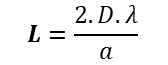 L = 2. D. λ / a